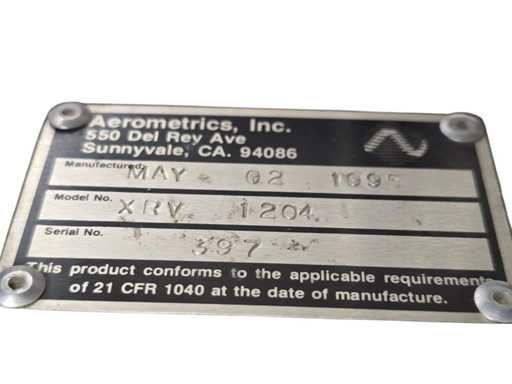 Aerometrics, Inc.
550 Del Rey Ave
Sunnyvale, CA. 94086
Manufactured:
MAY 02 1995
Model No.
XRV 1204
Serial No.
397
This product conforms to the applicable requirements
of 21 CFR 1040 at the date of manufacture.